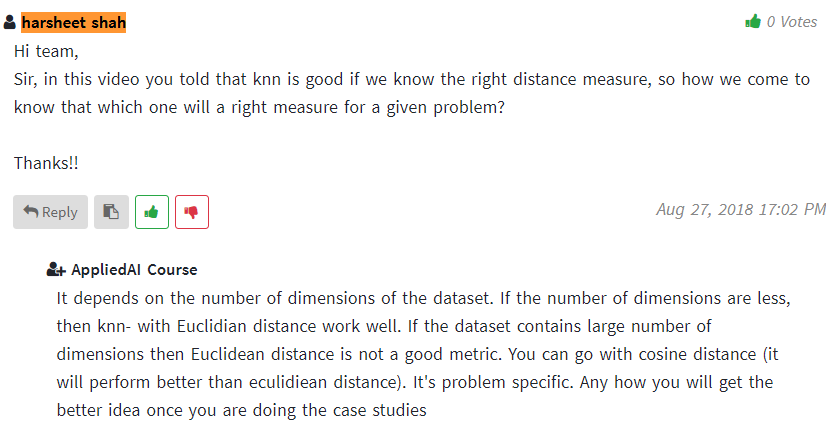 harsheet shah
0 Votes
Hi team,
Sir, in this video you told that knn is good if we know the right distance measure, so how we come to
know that which one will a right measure for a given problem?
Thanks!!
Reply
Aug 27, 2018 17:02 PM
AppliedAI Course
It depends on the number of dimensions of the dataset. If the number of dimensions are less,
then knn- with Euclidian distance work well. If the dataset contains large number of
dimensions then Euclidean distance is not a good metric. You can go with cosine distance (it
will perform better than eculidiean distance). It's problem specific. Any how you will get the
better idea once you are doing the case studies